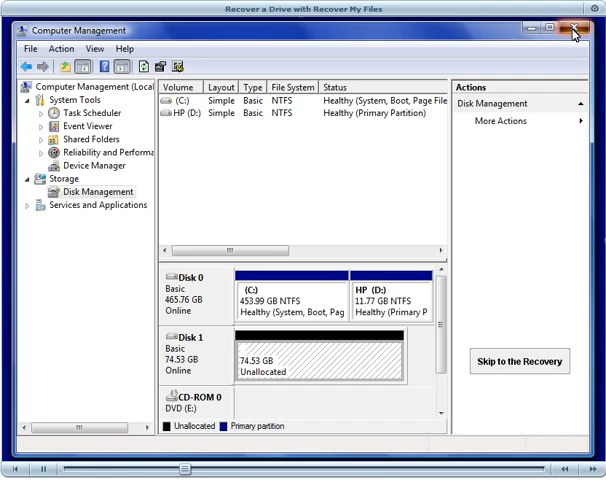 Recover a Drive with Recover My Files
Computer Management
File Action View Help
Computer Management (Local
System Tools
Task Scheduler
Event Viewer
Shared Folders
Reliability and Performa
Device Manager
Storage
Disk Management
Services and Applications
Volume Layout Type File System Status
(C:) Simple Basic NTFS Healthy (System, Boot, Page File
HP (D:) Simple Basic NTFS Healthy (Primary Partition)
Actions
Disk Management
More Actions
Disk 0
Basic
465.76 GB
Online
(C:)
453.99 GB NTFS
Healthy (System, Boot, Pag
HP (D:)
11.77 GB NTFS
Healthy (Primary P
Disk 1
Basic
74.53 GB
Online
74.53 GB
Unallocated
CD-ROM 0
DVD (E:)
Unallocated Primary partition
Skip to the Recovery